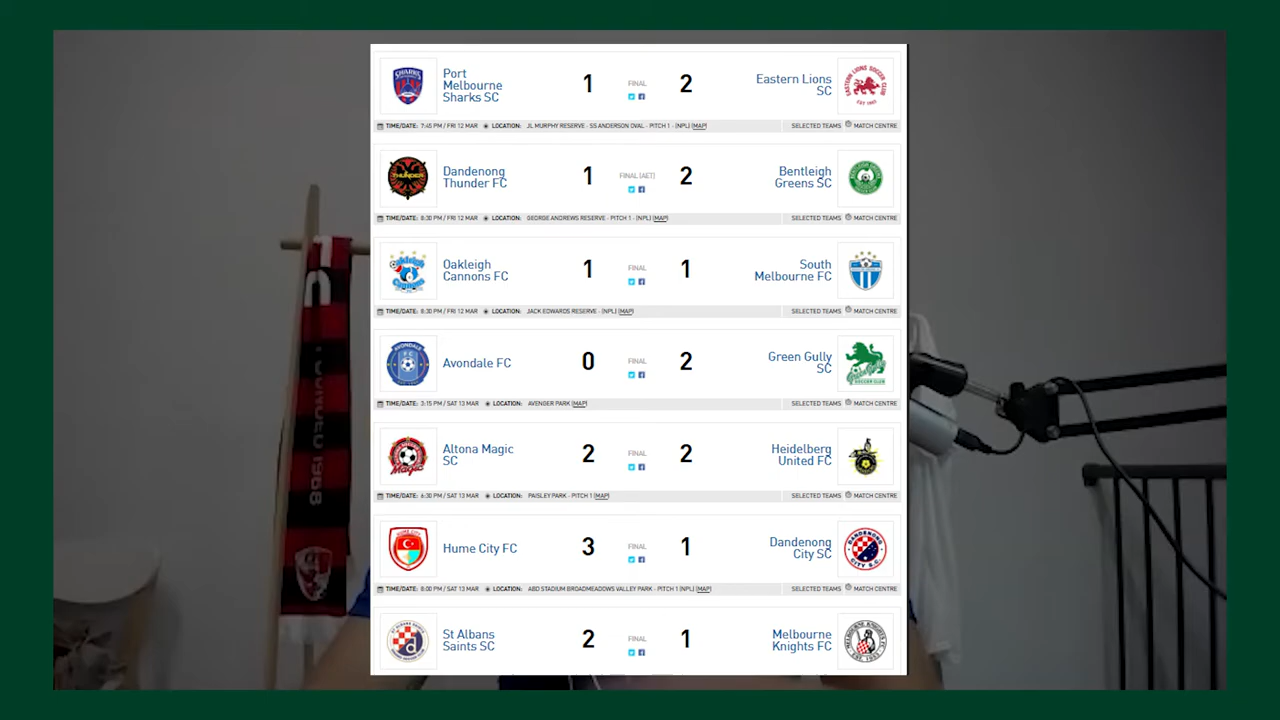 Port Melbourne Sharks SC
1
FINAL
2
Eastern Lions SC
TIME/DATE: 7:45 PM / FRI 12 MAR LOCATION: JL MURPHY RESERVE - SS ANDERSON OVAL - PITCH 1 - (NPL) (MAP) SELECTED TEAMS MATCH CENTRE
Dandenong Thunder FC
1
FINAL (AET)
2
Bentleigh Greens SC
TIME/DATE: 8:30 PM / FRI 12 MAR LOCATION: GEORGE ANDREWS RESERVE - PITCH 1 - (NPL) (MAP) SELECTED TEAMS MATCH CENTRE
Oakleigh Cannons FC
1
FINAL
1
South Melbourne FC
TIME/DATE: 8:30 PM / FRI 12 MAR LOCATION: JACK EDWARDS RESERVE - (NPL) (MAP) SELECTED TEAMS MATCH CENTRE
Avondale FC
0
FINAL
2
Green Gully SC
TIME/DATE: 3:15 PM / SAT 13 MAR LOCATION: AVENGER PARK (MAP) SELECTED TEAMS MATCH CENTRE
Altona Magic SC
2
FINAL
2
Heidelberg United FC
TIME/DATE: 6:30 PM / SAT 13 MAR LOCATION: PAISLEY PARK - PITCH 1 (MAP) SELECTED TEAMS MATCH CENTRE
Hume City FC
3
FINAL
1
Dandenong City SC
TIME/DATE: 8:00 PM / SAT 13 MAR LOCATION: ABD STADIUM BROADMEADOWS VALLEY PARK - PITCH 1 (NPL) (MAP) SELECTED TEAMS MATCH CENTRE
St Albans Saints SC
2
FINAL
1
Melbourne Knights FC